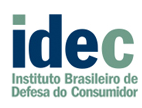 idec
Instituto Brasileiro de
Defesa do Consumidor